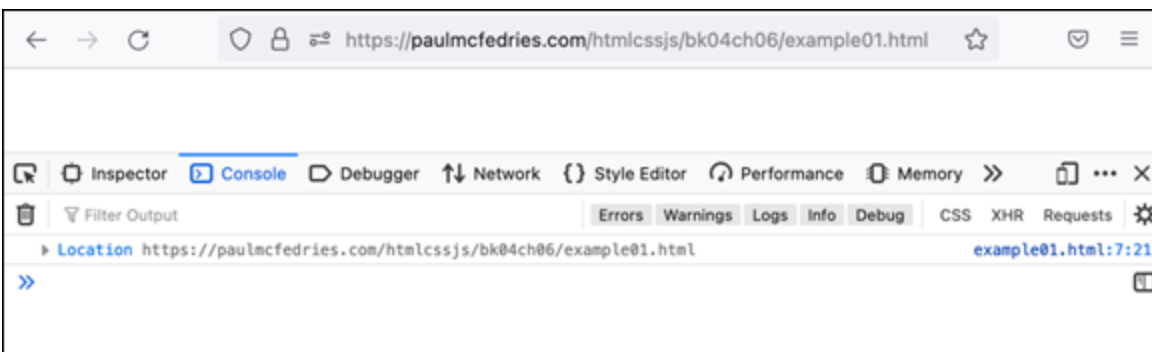 https://paulmcfedries.com/htmlcssjs/bk04ch06/example01.html
Inspector Console Debugger Network {} Style Editor Performance Memory
Filter Output Errors Warnings Logs Info Debug CSS XHR Requests
Location https://paulmcfedries.com/htmlcssjs/bk04ch06/example01.html example01.html:7:21